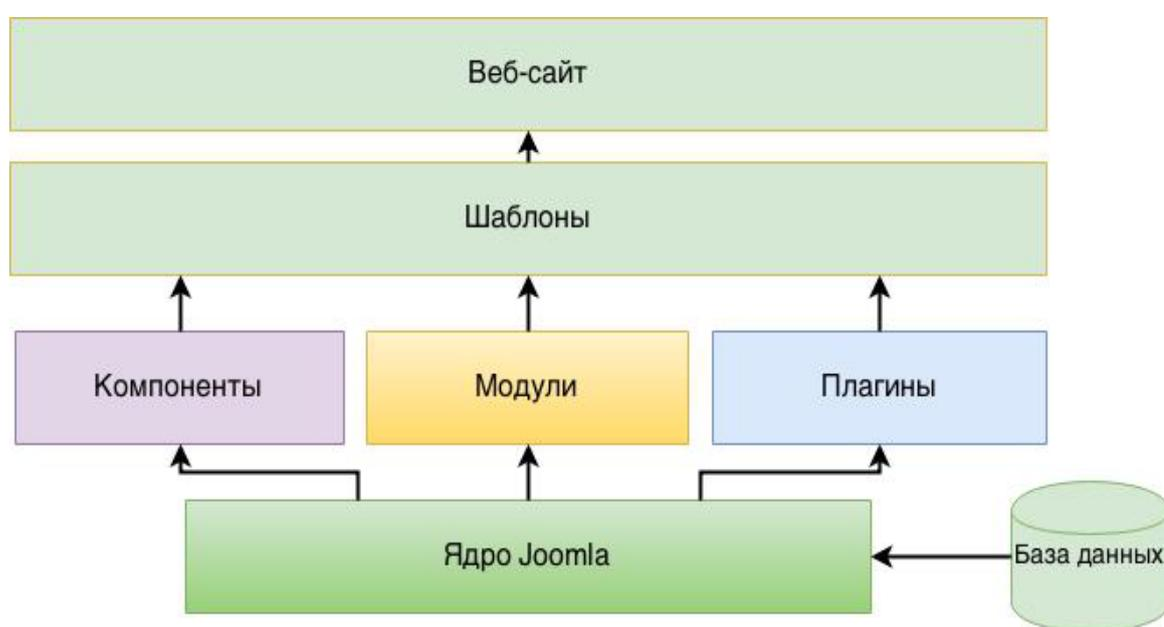 Веб-сайт
Шаблоны
Компоненты
Модули
Плагины
Ядро Joomla
База данных